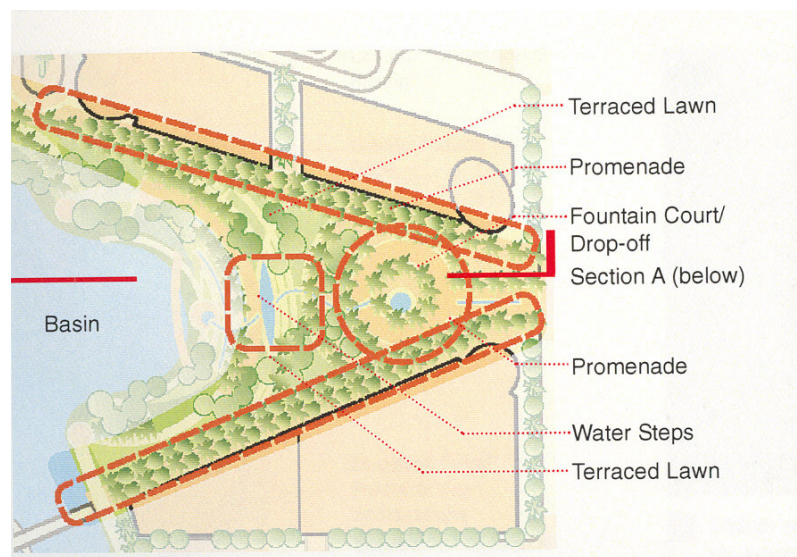 Terraced Lawn
Promenade
Fountain Court/
Drop-off
Section A (below)
Basin
Promenade
Water Steps
Terraced Lawn